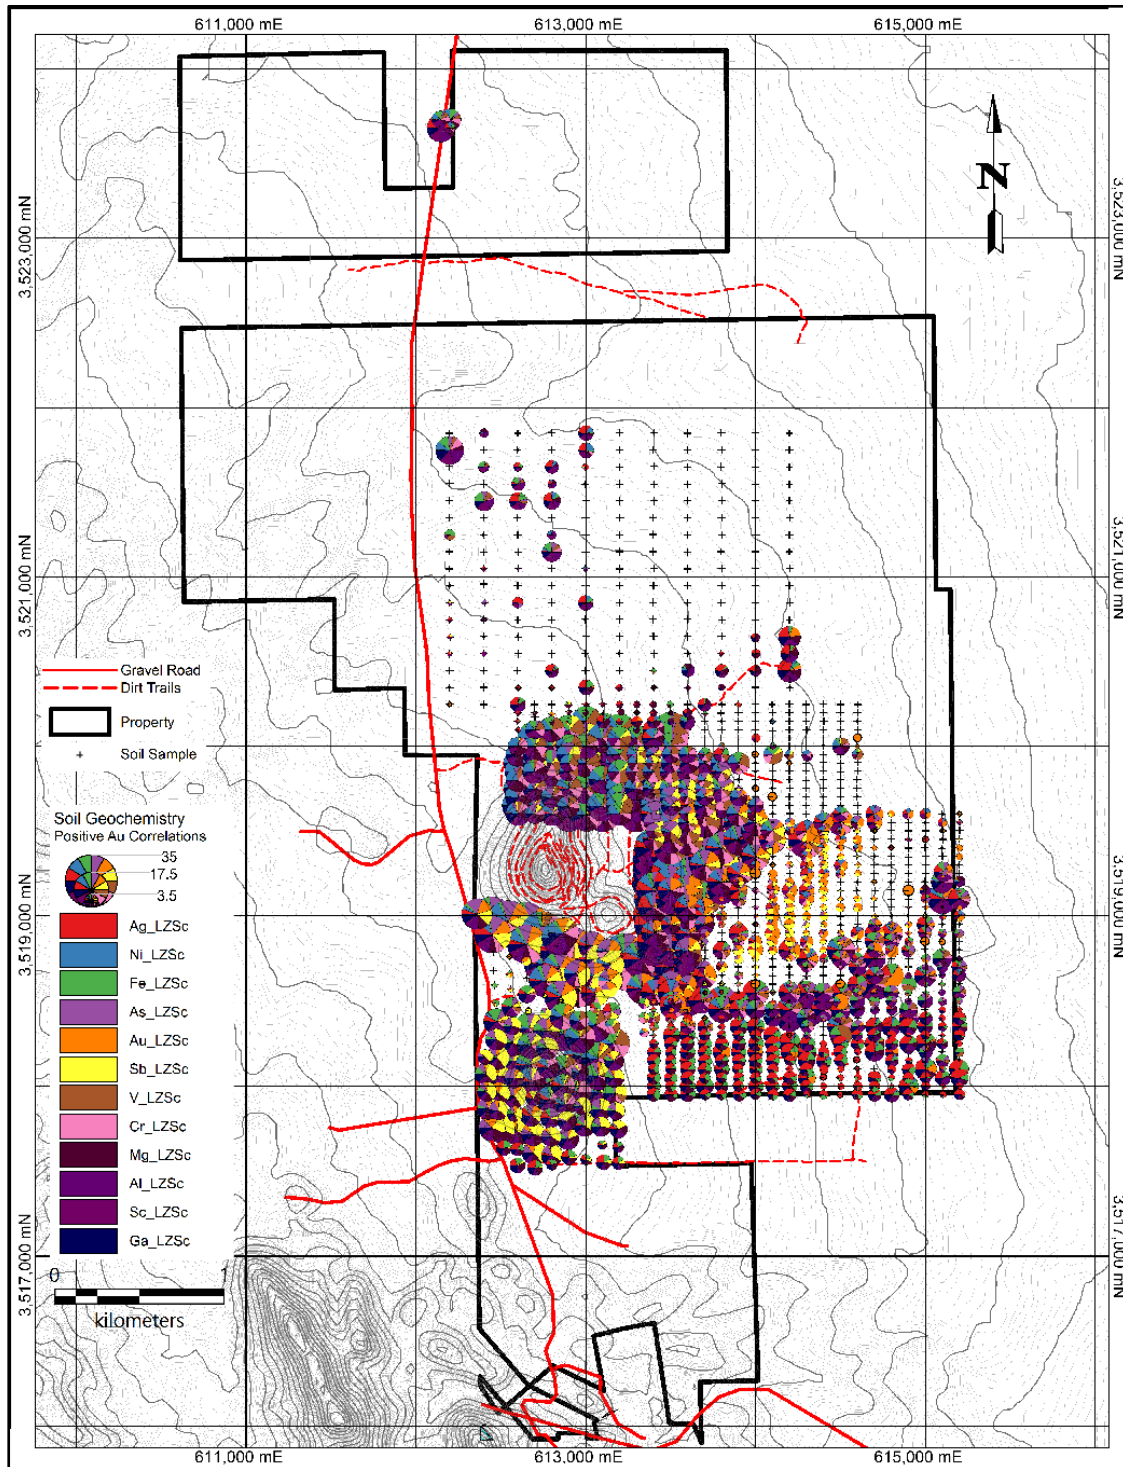 611,000 mE 613,000 mE 615,000 mE
N
3,523,000 mN 3,523,000 mN
3,521,000 mN 3,521,000 mN
Gravel Road
Dirt Trails
Property
Soil Sample
Soil Geochemistry
Positive Au Correlations
35
17.5
3.5
3,519,000 mN 3,519,000 mN
Ag_LZSc
Ni_LZSc
Fe_LZSc
As_LZSc
Au_LZSc
Sb_LZSc
V_LZSc
Cr_LZSc
Mg_LZSc
Al_LZSc
Sc_LZSc
Ga_LZSc
3,517,000 mN 3,517,000 mN
0 1
kilometers
611,000 mE 613,000 mE 615,000 mE